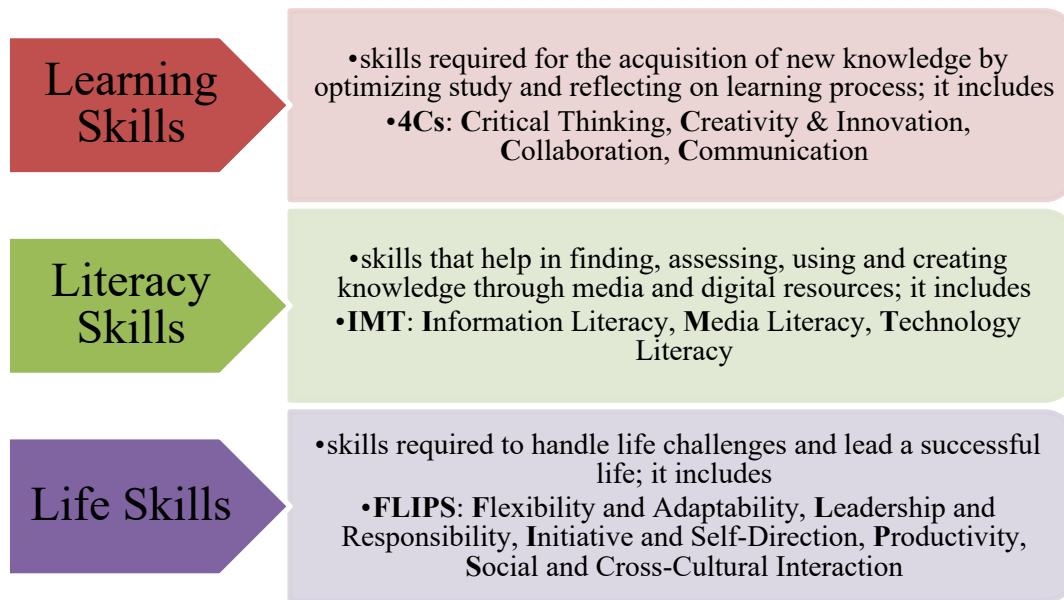 Learning
Skills
•skills required for the acquisition of new knowledge by
optimizing study and reflecting on learning process; it includes
•4Cs: Critical Thinking, Creativity & Innovation,
Collaboration, Communication
Literacy
Skills
•skills that help in finding, assessing, using and creating
knowledge through media and digital resources; it includes
•IMT: Information Literacy, Media Literacy, Technology
Literacy
Life Skills
•skills required to handle life challenges and lead a successful
life; it includes
•FLIPS: Flexibility and Adaptability, Leadership and
Responsibility, Initiative and Self-Direction, Productivity,
Social and Cross-Cultural Interaction